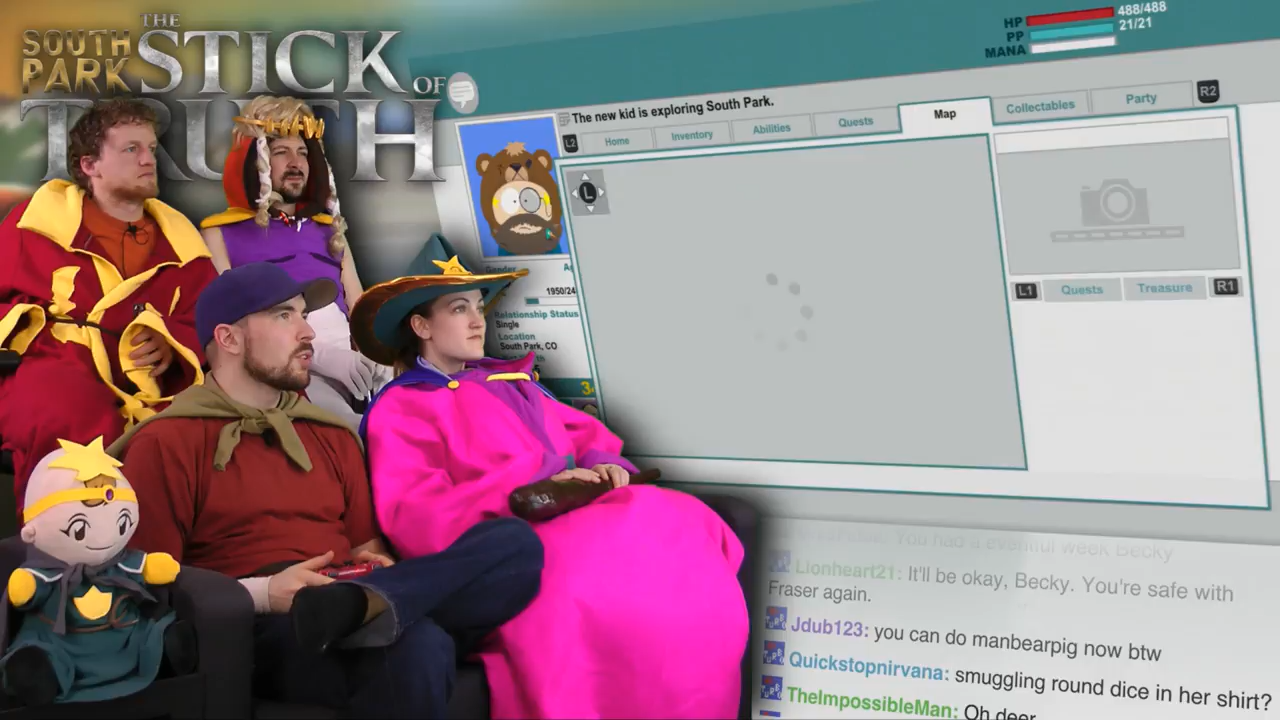 THE
SOUTH PARK STICK OF
TRUTH
HP 488/488
PP 21/21
MANA
The new kid is exploring South Park.
L2 Home Inventory Abilities Quests Map Collectables Party R2
L
L1 Quests Treasure R1
Gender
1950/24
Relationship Status
Single
Location
South Park, CO
You had a eventful week Becky
Lionheart21: It'll be okay, Becky. You're safe with
Fraser again.
Jdub123: you can do manbearpig now btw
Quickstopnirvana: smuggling round dice in her shirt?
TheImpossibleMan: Oh deer